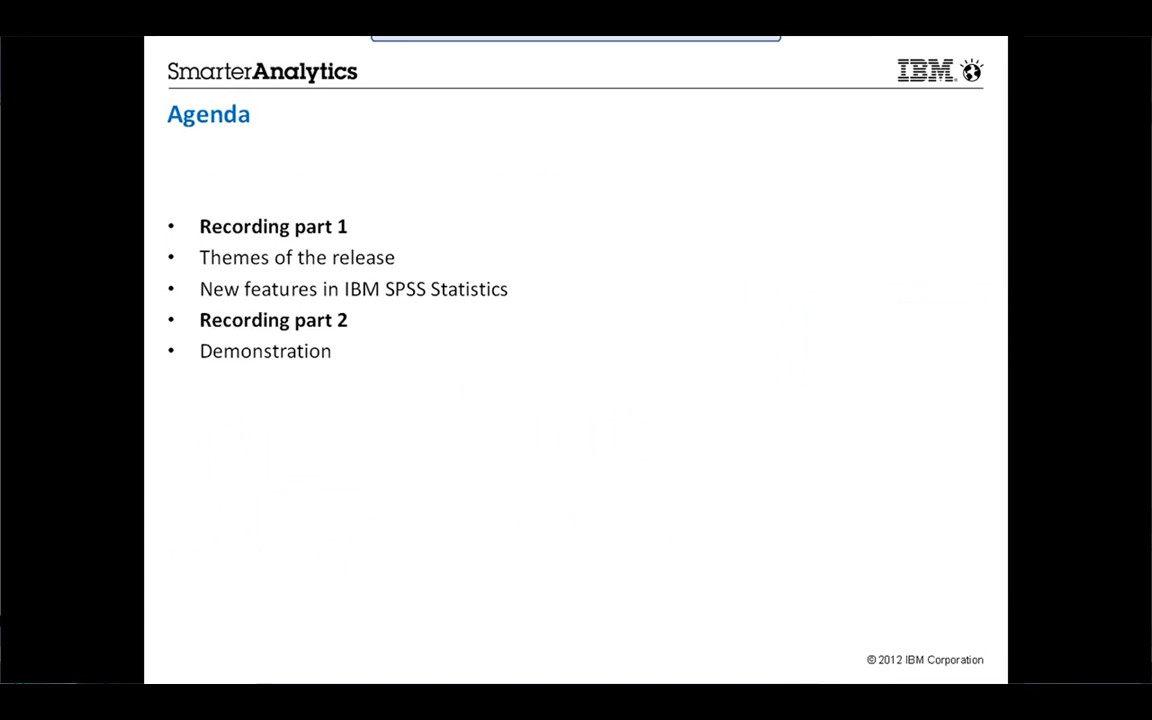 SmarterAnalytics
IBM
Agenda
• Recording part 1
• Themes of the release
• New features in IBM SPSS Statistics
• Recording part 2
• Demonstration
© 2012 IBM Corporation